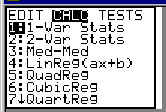 EDIT CALC TESTS
1:1-Var Stats
2:2-Var Stats
3:Med-Med
4:LinReg(ax+b)
5:QuadReg
6:CubicReg
7↓QuartReg